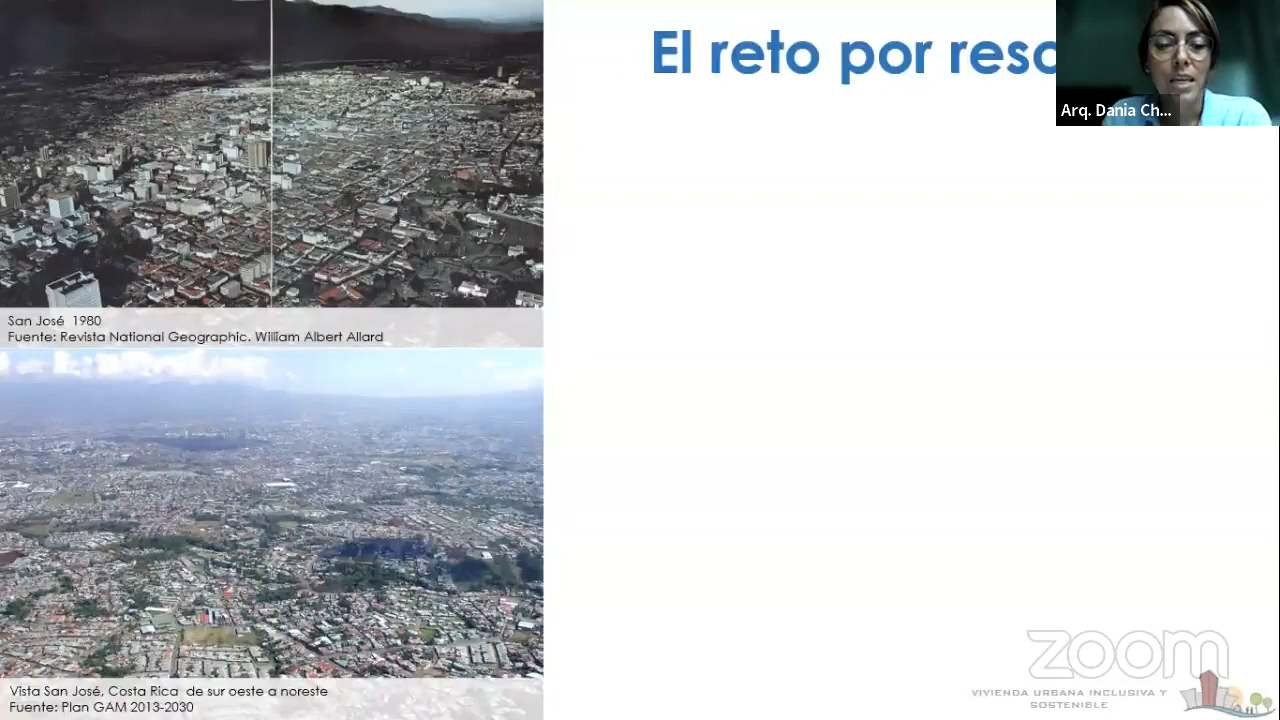 El reto por reso
Arq. Dania Ch...
San José 1980
Fuente: Revista National Geographic. William Albert Allard
Vista San José, Costa Rica de sur oeste a noreste
Fuente: Plan GAM 2013-2030
zoom
VIVIENDA URBANA INCLUSIVA Y
SOSTENIBLE